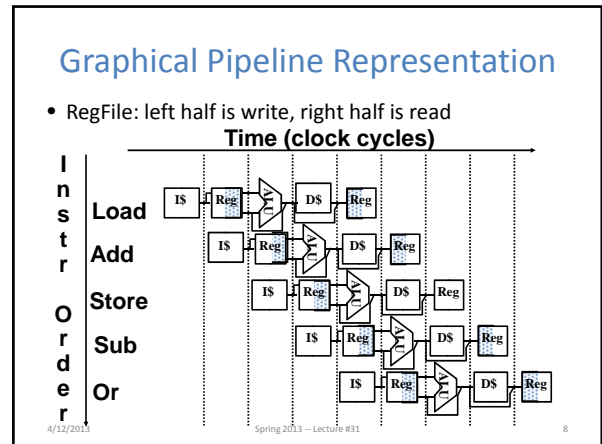 Graphical Pipeline Representation
• RegFile: left half is write, right half is read
Time (clock cycles)
Instr Order
Load I$ Reg ALU D$ Reg
Add I$ Reg ALU D$ Reg
Store I$ Reg ALU D$ Reg
Sub I$ Reg ALU D$ Reg
Or I$ Reg ALU D$ Reg
4/12/2013 Spring 2013 -- Lecture #31 8